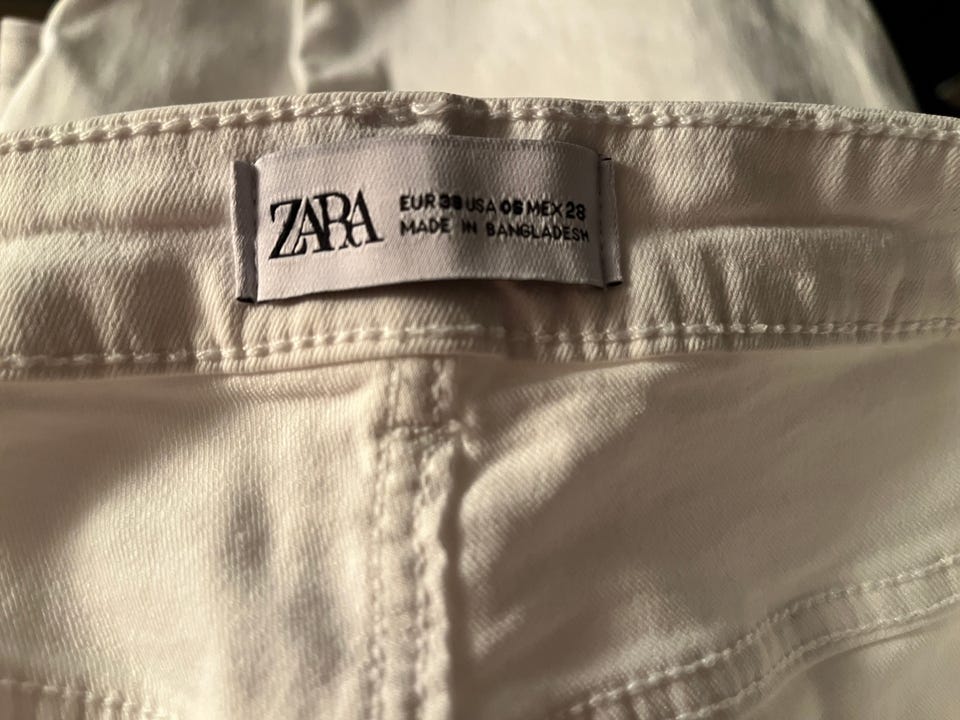 ZARA
EUR 38 USA 06 MEX 28
MADE IN BANGLADESH